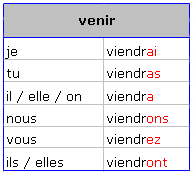 venir
je viendrai
tu viendras
il / elle / on viendra
nous viendrons
vous viendrez
ils / elles viendront